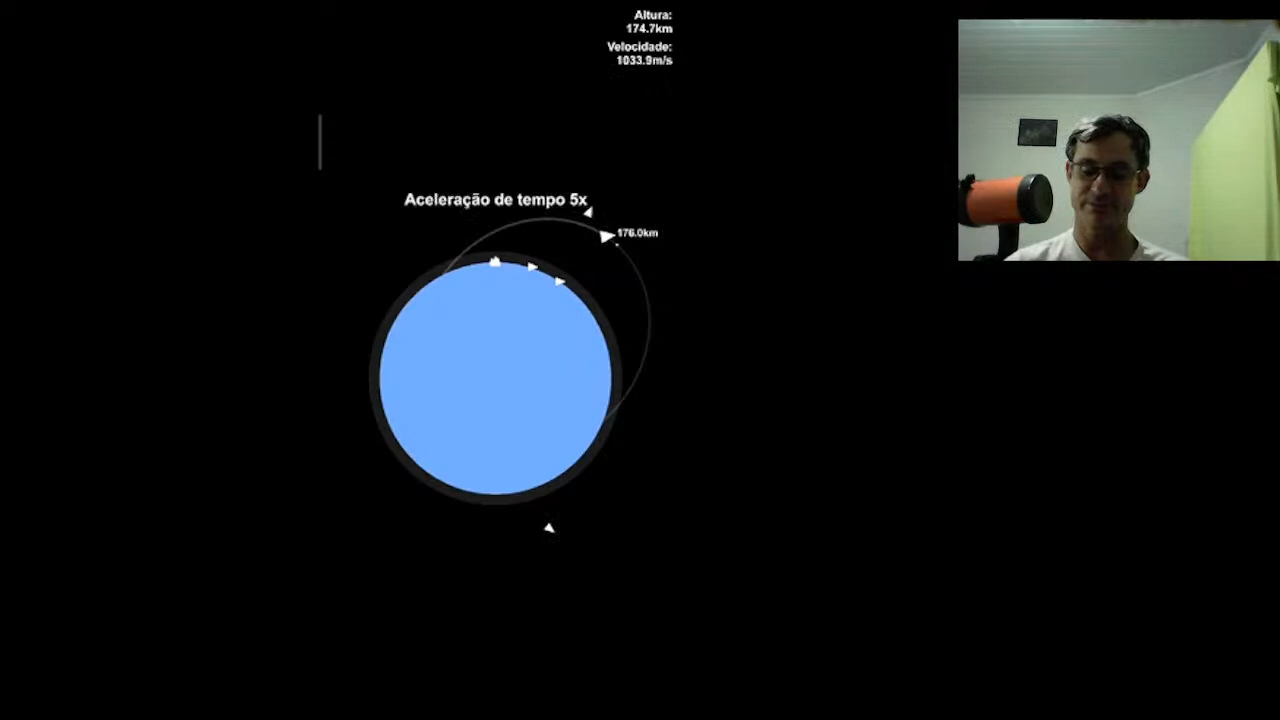 Altura:
174.7km
Velocidade:
1033.9m/s
Aceleração de tempo 5x
176.0km